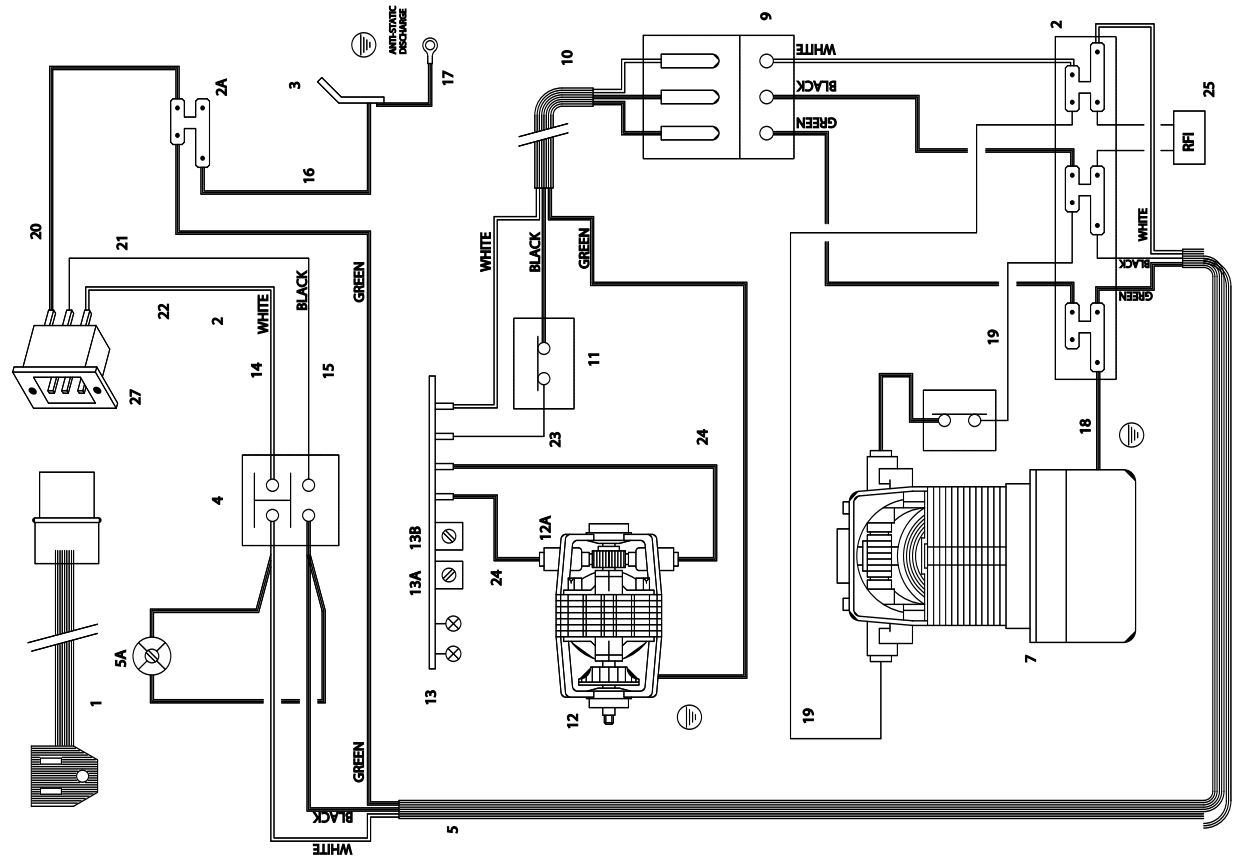 9
2
WHITE
10
ANTI-STATIC
DISCHARGE
3
17
2A
BLACK
25
16
GREEN
RFI
20
21
22
2
WHITE
14
BLACK
15
GREEN
WHITE
BLACK
GREEN
WHITE
BLACK
GREEN
27
11
19
18
23
24
4
13B
13A
12A
24
5A
1
13
12
7
19
GREEN
BLACK
WHITE
5